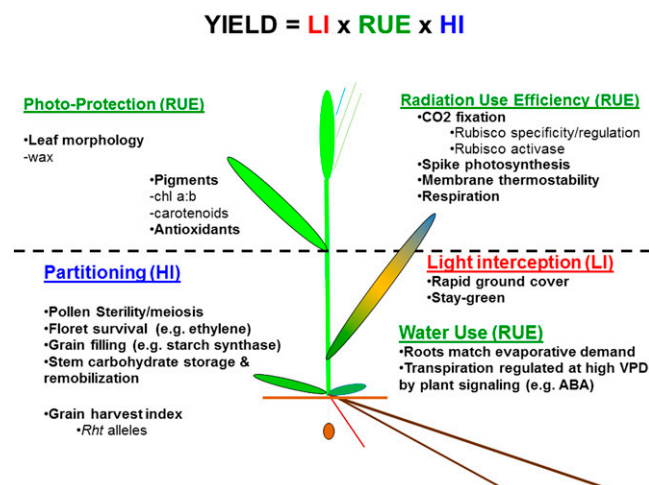 YIELD = LI x RUE x HI
Photo-Protection (RUE)
•Leaf morphology
-wax
•Pigments
-chl a:b
-carotenoids
•Antioxidants
Radiation Use Efficiency (RUE)
•CO2 fixation
•Rubisco specificity/regulation
•Rubisco activase
•Spike photosynthesis
•Membrane thermostability
•Respiration
Partitioning (HI)
•Pollen Sterility/meiosis
•Floret survival (e.g. ethylene)
•Grain filling (e.g. starch synthase)
•Stem carbohydrate storage &
remobilization
•Grain harvest index
•Rht alleles
Light interception (LI)
•Rapid ground cover
•Stay-green
Water Use (RUE)
•Roots match evaporative demand
•Transpiration regulated at high VPD
by plant signaling (e.g. ABA)